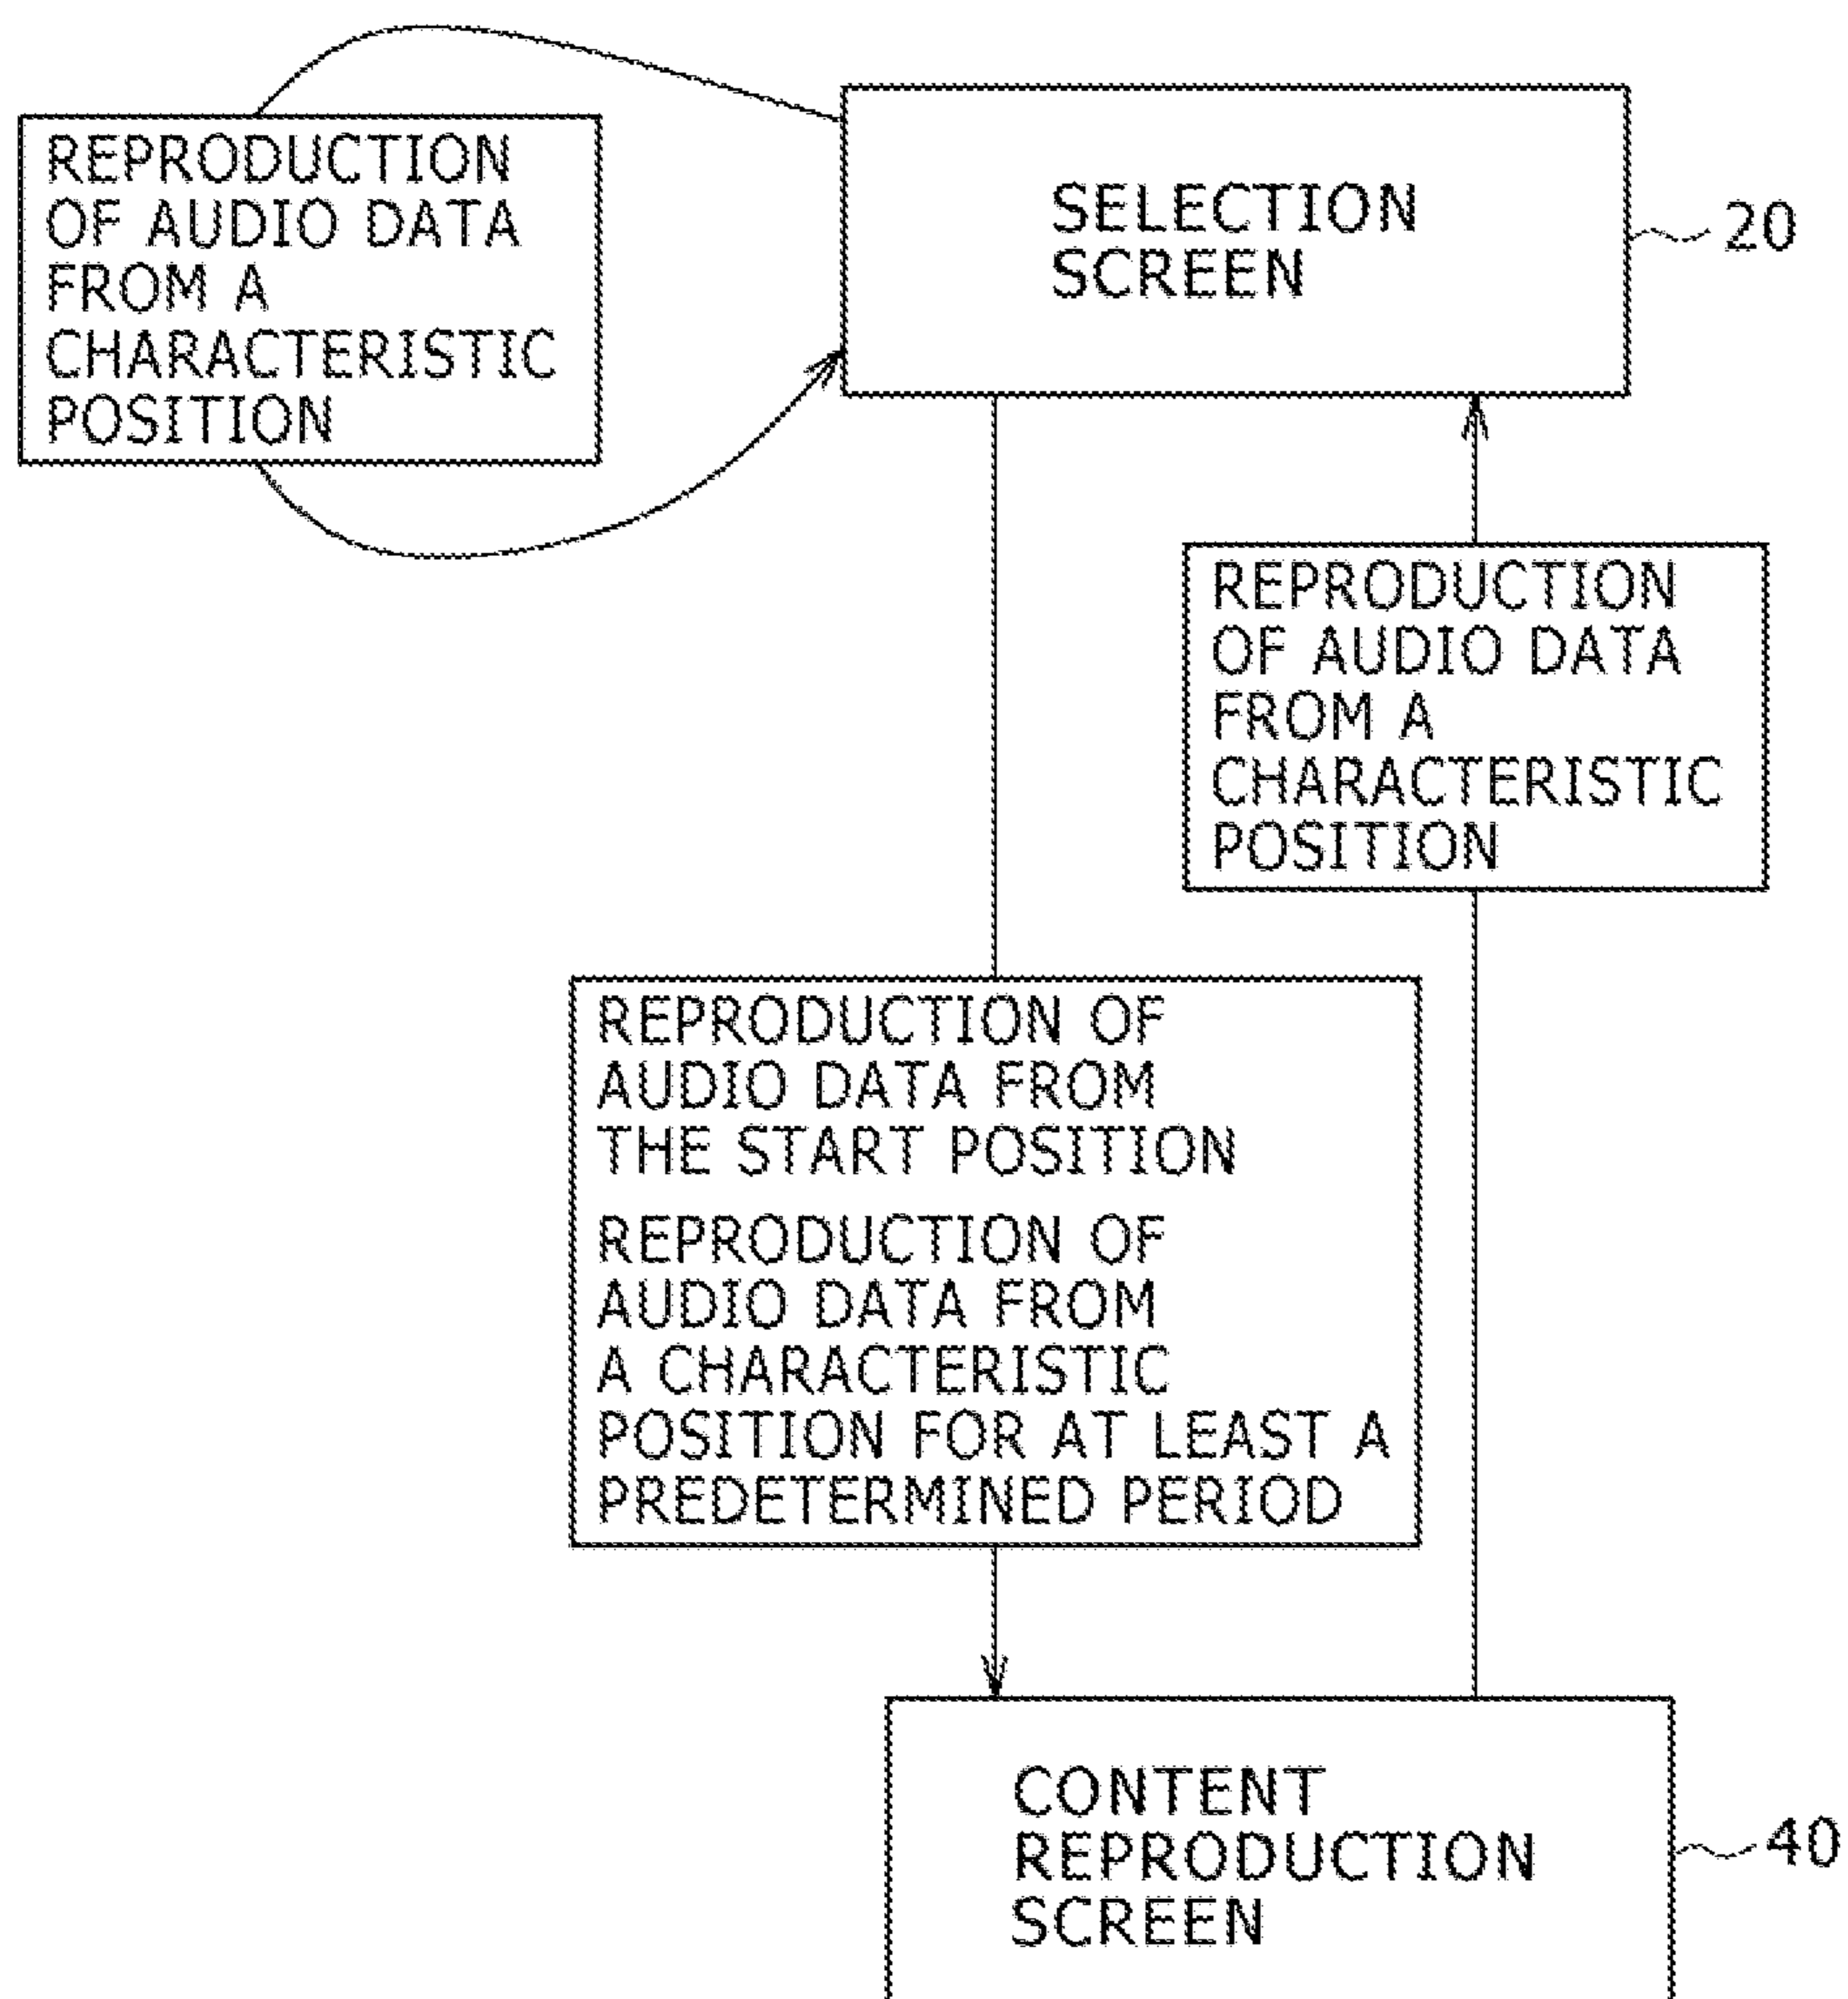 REPRODUCTION
OF AUDIO DATA
FROM A
CHARACTERISTIC
POSITION
SELECTION
SCREEN
20
REPRODUCTION
OF AUDIO DATA
FROM A
CHARACTERISTIC
POSITION
REPRODUCTION OF
AUDIO DATA FROM
THE START POSITION
REPRODUCTION OF
AUDIO DATA FROM
A CHARACTERISTIC
POSITION FOR AT LEAST A
PREDETERMINED PERIOD
CONTENT
REPRODUCTION
SCREEN
40